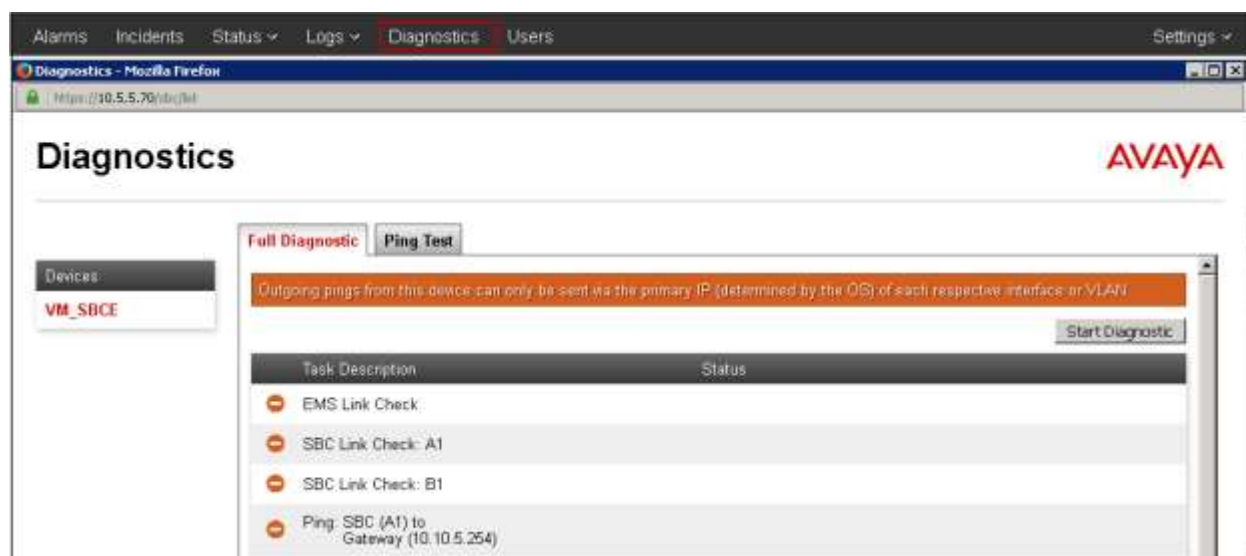 Alarms Incidents Status Logs Diagnostics Users Settings
Diagnostics - Mozilla Firefox
https://10.5.5.70/sbc/list
Diagnostics
AVAYA
Full Diagnostic Ping Test
Devices
VM_SBCE
Outgoing pings from this device can only be sent via the primary IP (determined by the OS) of each respective interface or VLAN.
Start Diagnostic
Task Description Status
EMS Link Check
SBC Link Check: A1
SBC Link Check: B1
Ping: SBC (A1) to
Gateway (10.10.5.254)